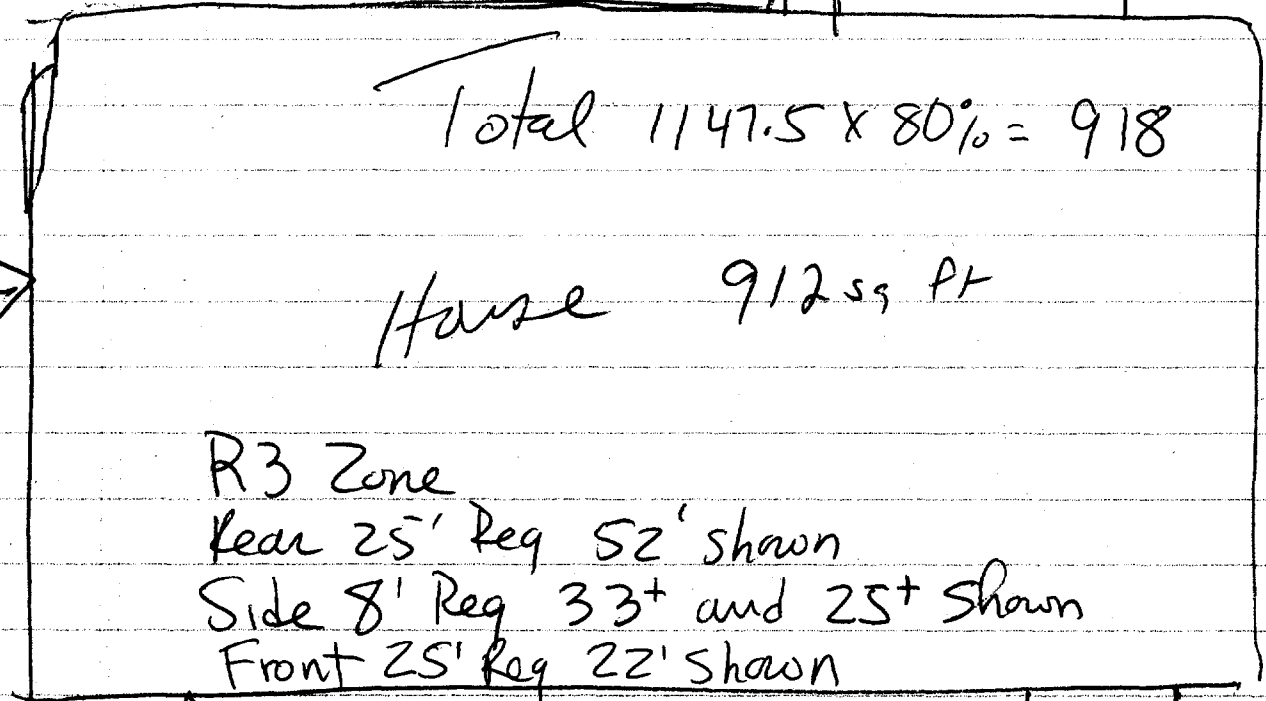 Total 1147.5 x 80% = 918
House 912 sq ft
R3 Zone
Rear 25' Req 52' shown
Side 8' Req 33+ and 25+ shown
Front 25' Req 22' shown